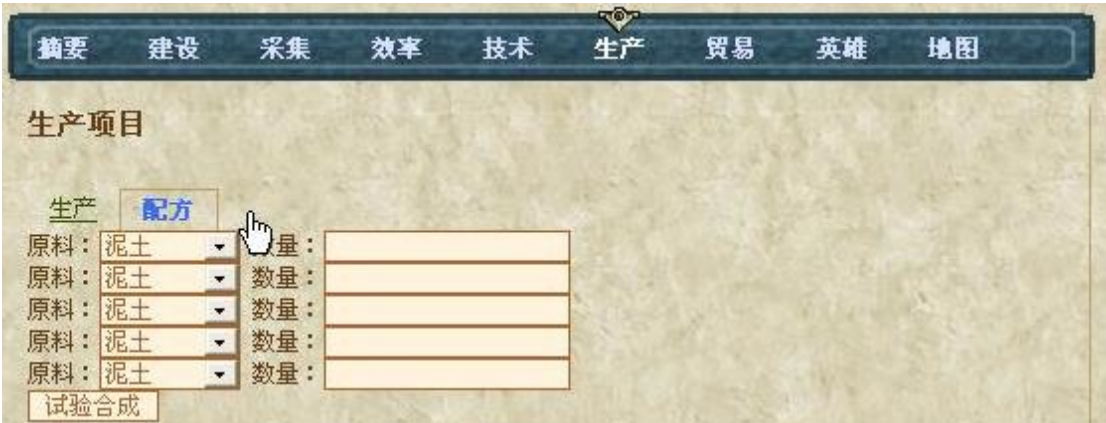 摘要 建设 采集 效率 技术 生产 贸易 英雄 地图
生产项目
生产 配方
原料：泥土 数量：
原料：泥土 数量：
原料：泥土 数量：
原料：泥土 数量：
原料：泥土 数量：
试验合成